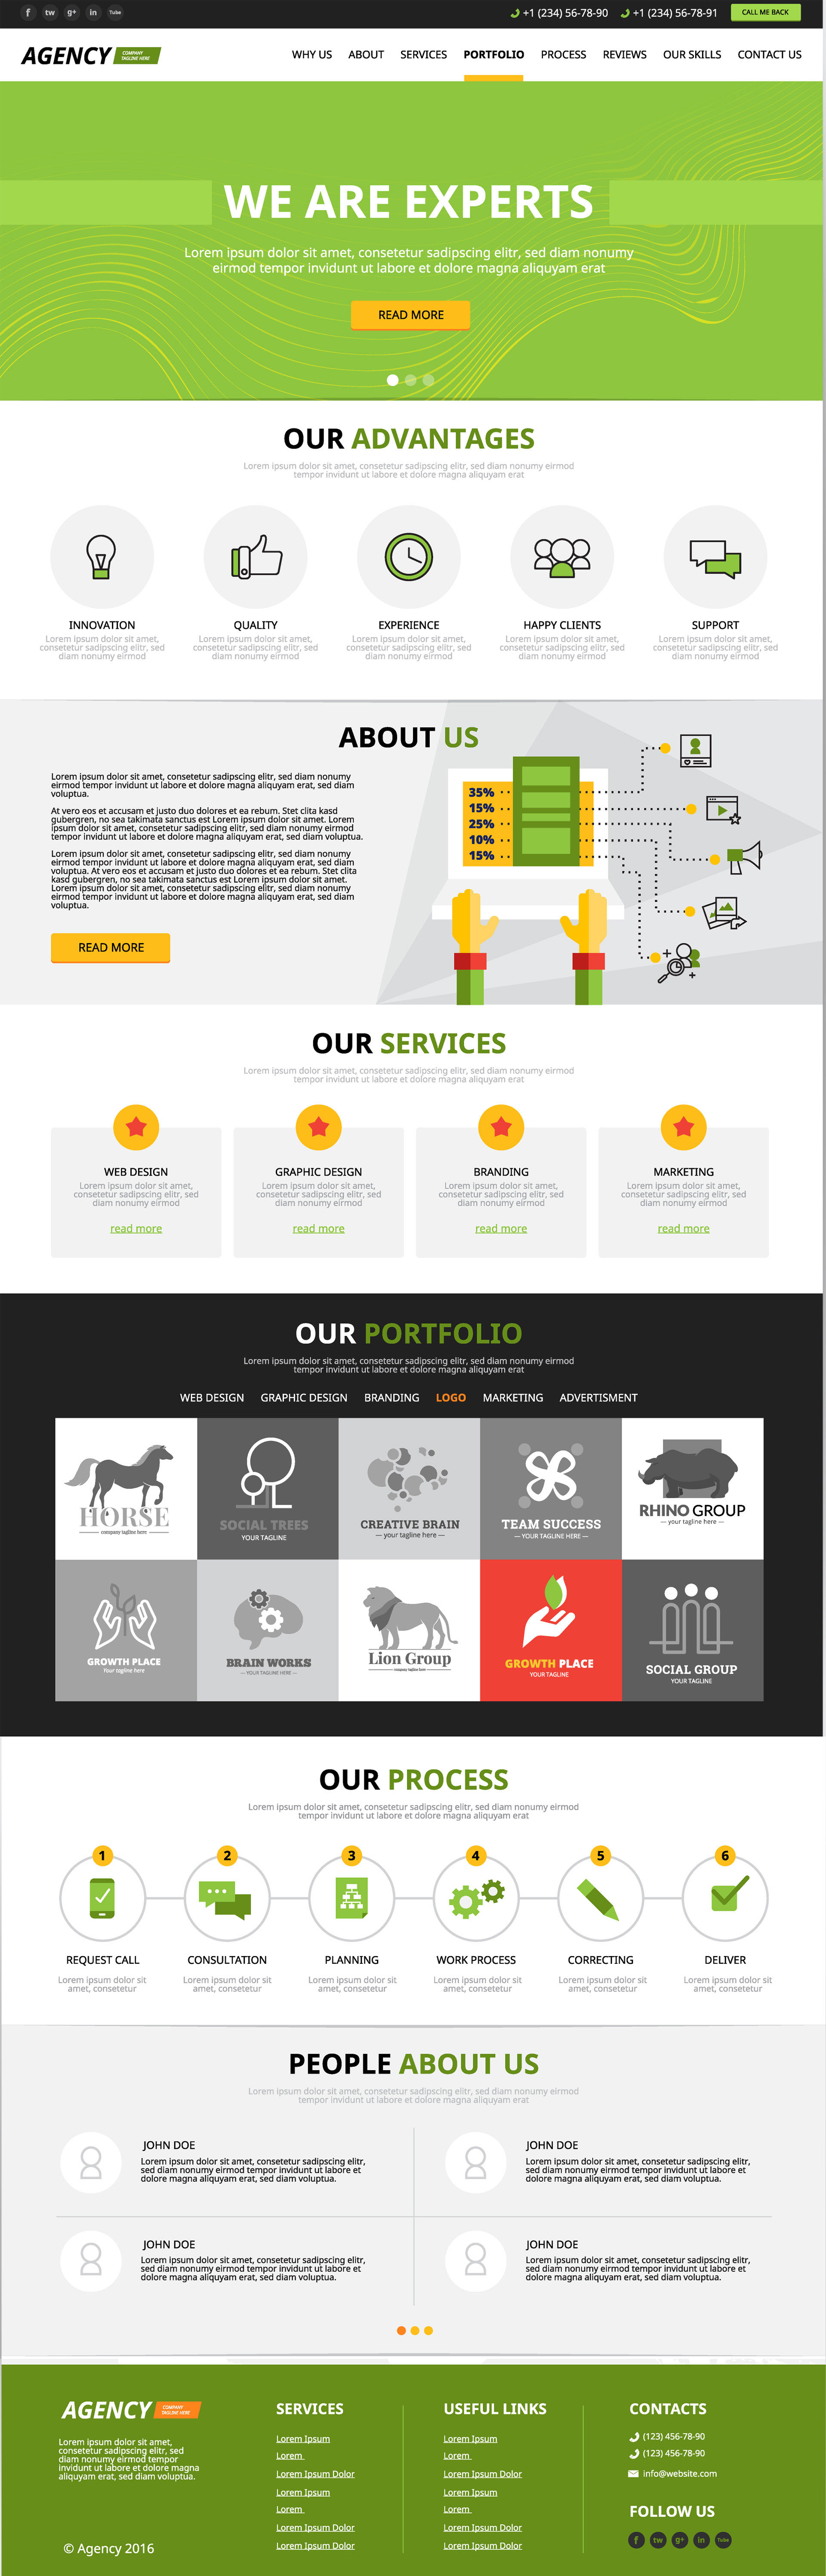 f tw g+ in Tube +1 (234) 56-78-90 +1 (234) 56-78-91 CALL ME BACK
AGENCY COMPANY
TAGLINE HERE
WHY US ABOUT SERVICES PORTFOLIO PROCESS REVIEWS OUR SKILLS CONTACT US
WE ARE EXPERTS
Lorem ipsum dolor sit amet, consetetur sadipscing elitr, sed diam nonumy
eirmod tempor invidunt ut labore et dolore magna aliquyam erat
READ MORE
OUR ADVANTAGES
Lorem ipsum dolor sit amet, consetetur sadipscing elitr, sed diam nonumy eirmod
tempor invidunt ut labore et dolore magna aliquyam erat
INNOVATION
Lorem ipsum dolor sit amet,
consetetur sadipscing elitr, sed
diam nonumy eirmod
QUALITY
Lorem ipsum dolor sit amet,
consetetur sadipscing elitr, sed
diam nonumy eirmod
EXPERIENCE
Lorem ipsum dolor sit amet,
consetetur sadipscing elitr, sed
diam nonumy eirmod
HAPPY CLIENTS
Lorem ipsum dolor sit amet,
consetetur sadipscing elitr, sed
diam nonumy eirmod
SUPPORT
Lorem ipsum dolor sit amet,
consetetur sadipscing elitr, sed
diam nonumy eirmod
ABOUT US
Lorem ipsum dolor sit amet, consetetur sadipscing elitr, sed diam nonumy
eirmod tempor invidunt ut labore et dolore magna aliquyam erat, sed diam
voluptua.
At vero eos et accusam et justo duo dolores et ea rebum. Stet clita kasd
gubergren, no sea takimata sanctus est Lorem ipsum dolor sit amet. Lorem
ipsum dolor sit amet, consetetur sadipscing elitr, sed diam nonumy
eirmod tempor invidunt ut labore et dolore magna aliquyam erat, sed diam voluptua.
Lorem ipsum dolor sit amet, consetetur sadipscing elitr, sed diam nonumy
eirmod tempor invidunt ut labore et dolore magna aliquyam erat, sed diam
voluptua. At vero eos et accusam et justo duo dolores et ea rebum. Stet clita
kasd gubergren, no sea takimata sanctus est Lorem ipsum dolor sit amet.
Lorem ipsum dolor sit amet, consetetur sadipscing elitr, sed diam nonumy
eirmod tempor invidunt ut labore et dolore magna aliquyam erat, sed diam
voluptua.
READ MORE
35%
15%
25%
10%
15%
OUR SERVICES
Lorem ipsum dolor sit amet, consetetur sadipscing elitr, sed diam nonumy eirmod
tempor invidunt ut labore et dolore magna aliquyam erat
WEB DESIGN
Lorem ipsum dolor sit amet,
consetetur sadipscing elitr, sed
diam nonumy eirmod
read more
GRAPHIC DESIGN
Lorem ipsum dolor sit amet,
consetetur sadipscing elitr, sed
diam nonumy eirmod
read more
BRANDING
Lorem ipsum dolor sit amet,
consetetur sadipscing elitr, sed
diam nonumy eirmod
read more
MARKETING
Lorem ipsum dolor sit amet,
consetetur sadipscing elitr, sed
diam nonumy eirmod
read more
OUR PORTFOLIO
Lorem ipsum dolor sit amet, consetetur sadipscing elitr, sed diam nonumy eirmod
tempor invidunt ut labore et dolore magna aliquyam erat
WEB DESIGN GRAPHIC DESIGN BRANDING LOGO MARKETING ADVERTISMENT
HORSE
company tagline here
SOCIAL TREES
YOUR TAGLINE
CREATIVE BRAIN
— your tagline here —
TEAM SUCCESS
— YOUR TAGLINE HERE —
RHINO GROUP
— your tagline here —
GROWTH PLACE
Your tagline here
BRAIN WORKS
— YOUR TAGLINE HERE —
Lion Group
company tagline here
GROWTH PLACE
YOUR TAGLINE
SOCIAL GROUP
YOUR TAGLINE
OUR PROCESS
Lorem ipsum dolor sit amet, consetetur sadipscing elitr, sed diam nonumy eirmod
tempor invidunt ut labore et dolore magna aliquyam erat
1
REQUEST CALL
Lorem ipsum dolor sit
amet, consetetur
2
CONSULTATION
Lorem ipsum dolor sit
amet, consetetur
3
PLANNING
Lorem ipsum dolor sit
amet, consetetur
4
WORK PROCESS
Lorem ipsum dolor sit
amet, consetetur
5
CORRECTING
Lorem ipsum dolor sit
amet, consetetur
6
DELIVER
Lorem ipsum dolor sit
amet, consetetur
PEOPLE ABOUT US
Lorem ipsum dolor sit amet, consetetur sadipscing elitr, sed diam nonumy eirmod
tempor invidunt ut labore et dolore magna aliquyam erat
JOHN DOE
Lorem ipsum dolor sit amet, consetetur sadipscing elitr,
sed diam nonumy eirmod tempor invidunt ut labore et
dolore magna aliquyam erat, sed diam voluptua.
JOHN DOE
Lorem ipsum dolor sit amet, consetetur sadipscing elitr,
sed diam nonumy eirmod tempor invidunt ut labore et
dolore magna aliquyam erat, sed diam voluptua.
JOHN DOE
Lorem ipsum dolor sit amet, consetetur sadipscing elitr,
sed diam nonumy eirmod tempor invidunt ut labore et
dolore magna aliquyam erat, sed diam voluptua.
JOHN DOE
Lorem ipsum dolor sit amet, consetetur sadipscing elitr,
sed diam nonumy eirmod tempor invidunt ut labore et
dolore magna aliquyam erat, sed diam voluptua.
AGENCY COMPANY
TAGLINE HERE
Lorem ipsum dolor sit amet,
consetetur sadipscing elitr, sed
diam nonumy eirmod tempor
invidunt ut labore et dolore magna
aliquyam erat, sed diam voluptua.
© Agency 2016
SERVICES
Lorem Ipsum
Lorem
Lorem Ipsum Dolor
Lorem Ipsum
Lorem
Lorem Ipsum Dolor
Lorem Ipsum Dolor
USEFUL LINKS
Lorem Ipsum
Lorem
Lorem Ipsum Dolor
Lorem Ipsum
Lorem
Lorem Ipsum Dolor
Lorem Ipsum Dolor
CONTACTS
(123) 456-78-90
(123) 456-78-90
info@website.com
FOLLOW US
f tw g+ in Tube